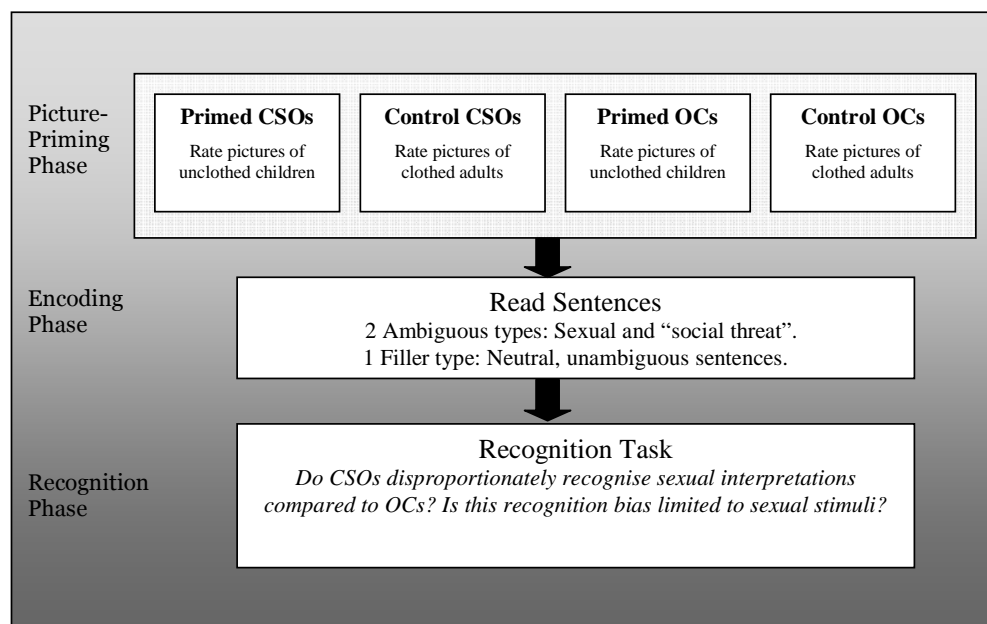 Picture-
Priming
Phase
Primed CSOs
Rate pictures of
unclothed children
Control CSOs
Rate pictures of
clothed adults
Primed OCs
Rate pictures of
unclothed children
Control OCs
Rate pictures of
clothed adults
Encoding
Phase
Read Sentences
2 Ambiguous types: Sexual and “social threat”.
1 Filler type: Neutral, unambiguous sentences.
Recognition
Phase
Recognition Task
Do CSOs disproportionately recognise sexual interpretations
compared to OCs? Is this recognition bias limited to sexual stimuli?